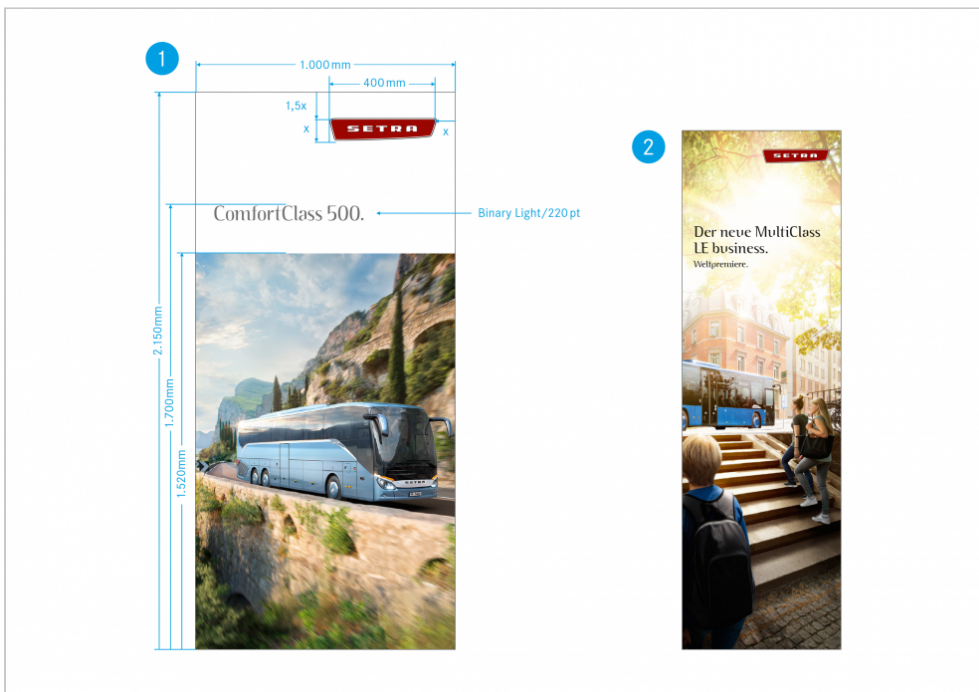 1
1.000 mm
400 mm
1,5x
x
SETRA
x
ComfortClass 500.
Binary Light/220 pt
2.150mm
1.700mm
1.520mm
SETRA
2
SETRA
Der neue MultiClass
LE business.
Weltpremiere.